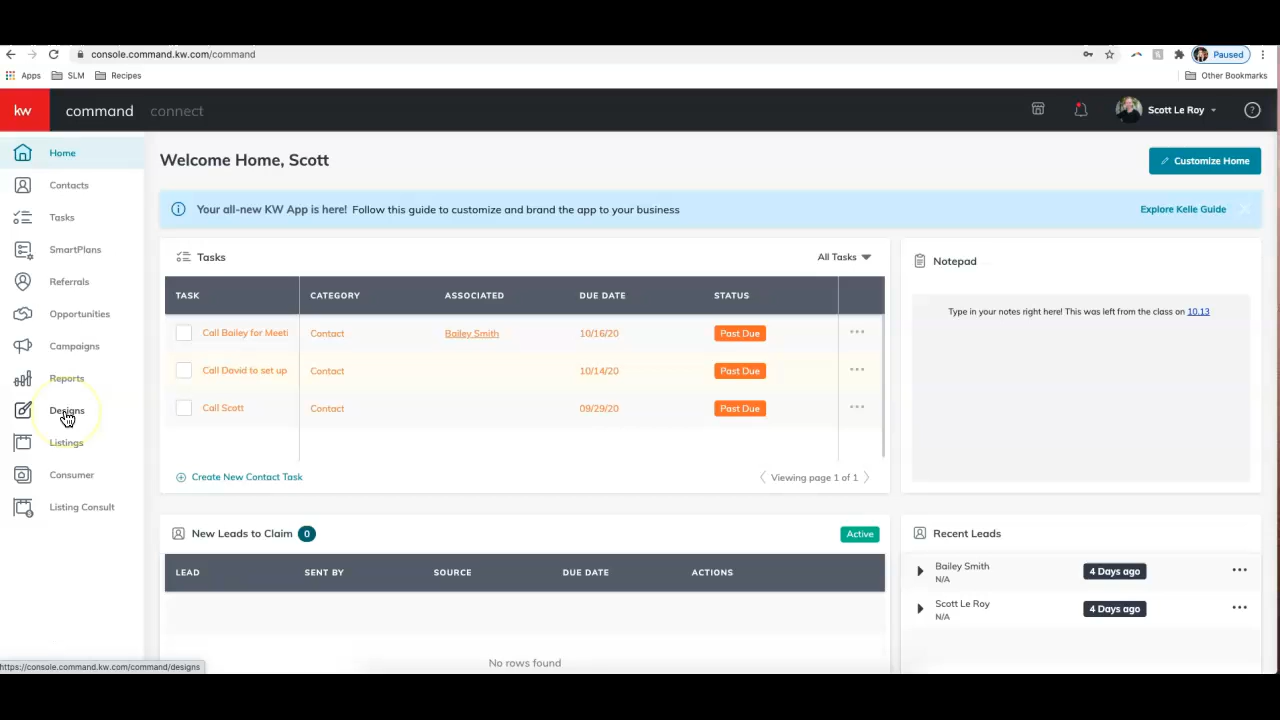 console.command.kw.com/command
Paused
Apps SLM Recipes Other Bookmarks
kw command connect Scott Le Roy ?
Home
Contacts
Tasks
SmartPlans
Referrals
Opportunities
Campaigns
Reports
Designs
Listings
Consumer
Listing Consult
Welcome Home, Scott
Customize Home
Your all-new KW App is here! Follow this guide to customize and brand the app to your business
Explore Kelle Guide
Tasks
All Tasks
TASK CATEGORY ASSOCIATED DUE DATE STATUS
Call Bailey for Meeti Contact Bailey Smith 10/16/20 Past Due
Call David to set up Contact 10/14/20 Past Due
Call Scott Contact 09/29/20 Past Due
Create New Contact Task
Viewing page 1 of 1
Notepad
Type in your notes right here! This was left from the class on 10.13
New Leads to Claim 0
Active
LEAD SENT BY SOURCE DUE DATE ACTIONS
No rows found
Recent Leads
Bailey Smith 4 Days ago
N/A
Scott Le Roy 4 Days ago
N/A
https://console.command.kw.com/command/designs